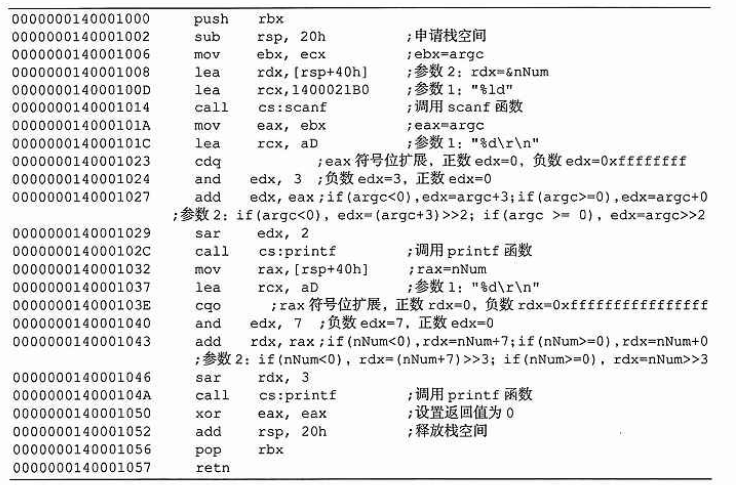 0000000140001000 push rbx
0000000140001002 sub rsp, 20h ;申请栈空间
0000000140001006 mov ebx, ecx ;ebx=argc
0000000140001008 lea rdx,[rsp+40h] ;参数 2: rdx=&nNum
000000014000100D lea rcx,1400021B0 ;参数 1: "%ld"
0000000140001014 call cs:scanf ;调用 scanf 函数
000000014000101A mov eax, ebx ;eax=argc
000000014000101C lea rcx, aD ;参数 1: "%d\r\n"
0000000140001023 cdq ;eax 符号位扩展, 正数 edx=0, 负数 edx=0xffffffff
0000000140001024 and edx, 3 ;负数 edx=3, 正数 edx=0
0000000140001027 add edx, eax;if(argc<0),edx=argc+3;if(argc>=0),edx=argc+0
;参数 2: if(argc<0), edx=(argc+3)>>2; if(argc >= 0), edx=argc>>2
0000000140001029 sar edx, 2
000000014000102C call cs:printf ;调用 printf 函数
0000000140001032 mov rax,[rsp+40h] ;rax=nNum
0000000140001037 lea rcx, aD ;参数 1: "%d\r\n"
000000014000103E cqo ;rax 符号位扩展, 正数 rdx=0, 负数 rdx=0xffffffffffffffff
0000000140001040 and edx, 7 ;负数 edx=7, 正数 edx=0
0000000140001043 add rdx, rax;if(nNum<0),rdx=nNum+7;if(nNum>=0),rdx=nNum+0
;参数 2: if(nNum<0), rdx=(nNum+7)>>3; if(nNum>=0), rdx=nNum>>3
0000000140001046 sar rdx, 3
000000014000104A call cs:printf ;调用 printf 函数
0000000140001050 xor eax, eax ;设置返回值为 0
0000000140001052 add rsp, 20h ;释放栈空间
0000000140001056 pop rbx
0000000140001057 retn